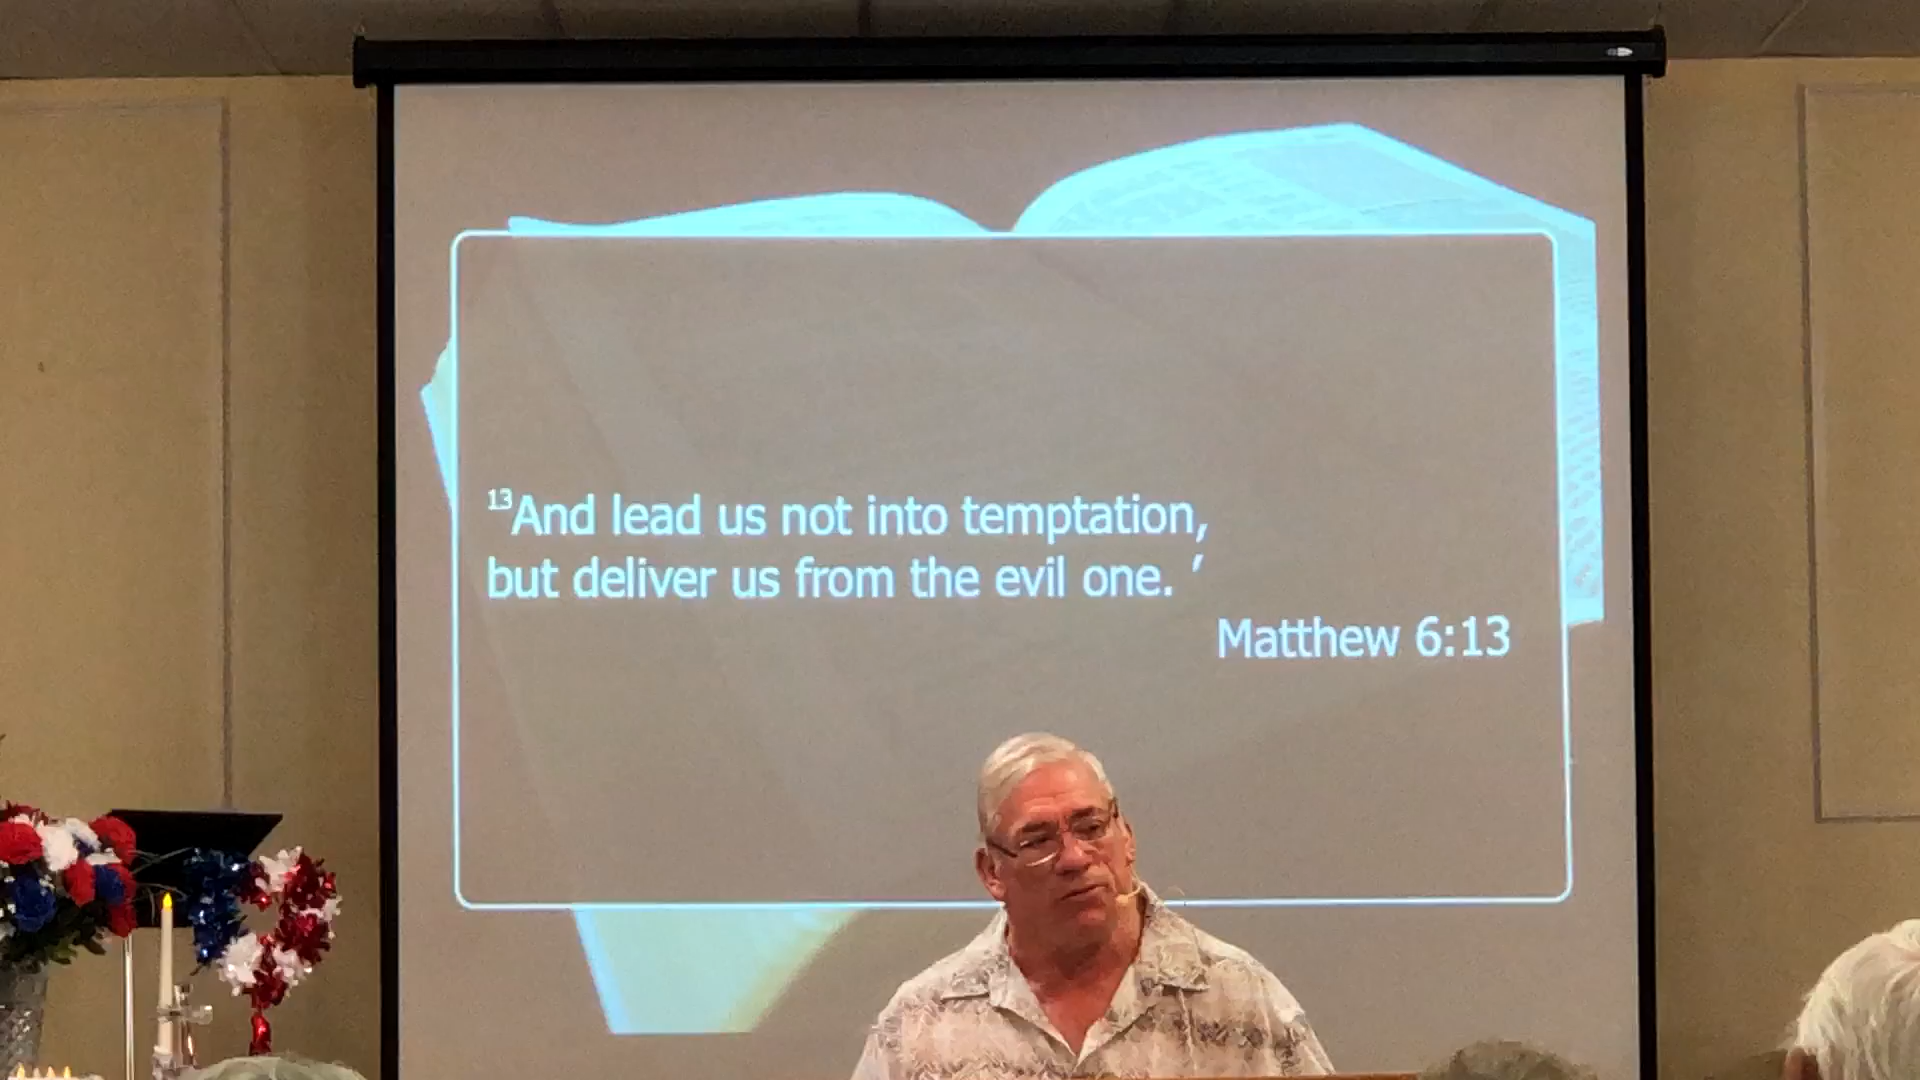 ¹³And lead us not into temptation,
but deliver us from the evil one. ’
Matthew 6:13